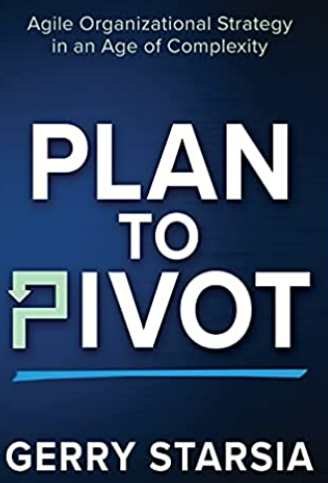 Agile Organizational Strategy
in an Age of Complexity
PLAN
TO
PIVOT
GERRY STARSIA